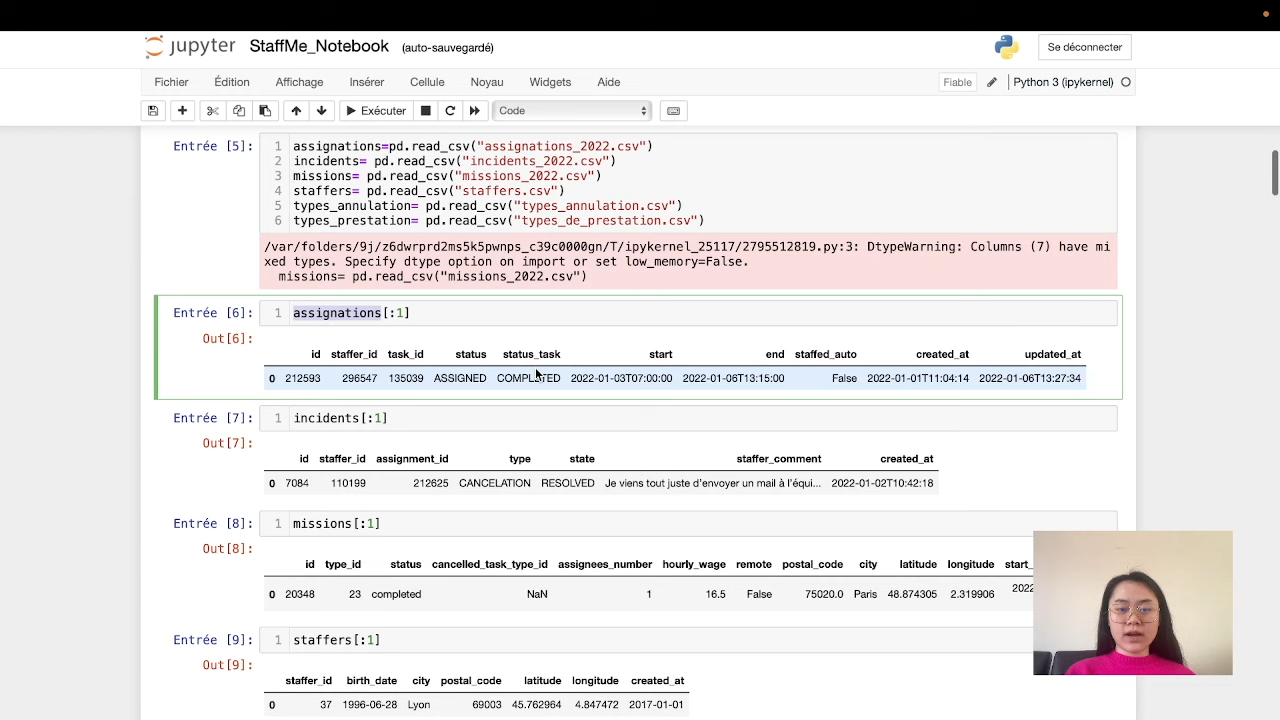 jupyter StaffMe_Notebook (auto-sauvegardé) Se déconnecter
Fichier Édition Affichage Insérer Cellule Noyau Widgets Aide Fiable Python 3 (ipykernel)
Exécuter Code
Entrée [5]:
1 assignations=pd.read_csv("assignations_2022.csv")
2 incidents= pd.read_csv("incidents_2022.csv")
3 missions= pd.read_csv("missions_2022.csv")
4 staffers= pd.read_csv("staffers.csv")
5 types_annulation= pd.read_csv("types_annulation.csv")
6 types_prestation= pd.read_csv("types_de_prestation.csv")
/var/folders/9j/z6dwrprd2ms5k5pwnps_c39c0000gn/T/ipykernel_25117/2795512819.py:3: DtypeWarning: Columns (7) have mi
xed types. Specify dtype option on import or set low_memory=False.
missions= pd.read_csv("missions_2022.csv")
Entrée [6]: 1 assignations[:1]
Out[6]:
id staffer_id task_id status status_task start end staffed_auto created_at updated_at
0 212593 296547 135039 ASSIGNED COMPLETED 2022-01-03T07:00:00 2022-01-06T13:15:00 False 2022-01-01T11:04:14 2022-01-06T13:27:34
Entrée [7]: 1 incidents[:1]
Out[7]:
id staffer_id assignment_id type state staffer_comment created_at
0 7084 110199 212625 CANCELATION RESOLVED Je viens tout juste d'envoyer un mail à l'équi... 2022-01-02T10:42:18
Entrée [8]: 1 missions[:1]
Out[8]:
id type_id status cancelled_task_type_id assignees_number hourly_wage remote postal_code city latitude longitude start_
0 20348 23 completed NaN 1 16.5 False 75020.0 Paris 48.874305 2.319906 2022
Entrée [9]: 1 staffers[:1]
Out[9]:
staffer_id birth_date city postal_code latitude longitude created_at
0 37 1996-06-28 Lyon 69003 45.762964 4.847472 2017-01-01